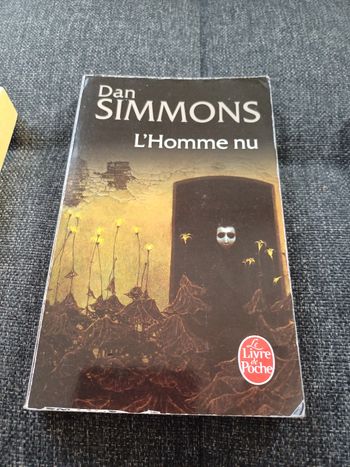 Dan
SIMMONS
L'Homme nu
Le
Livre
de
Poche